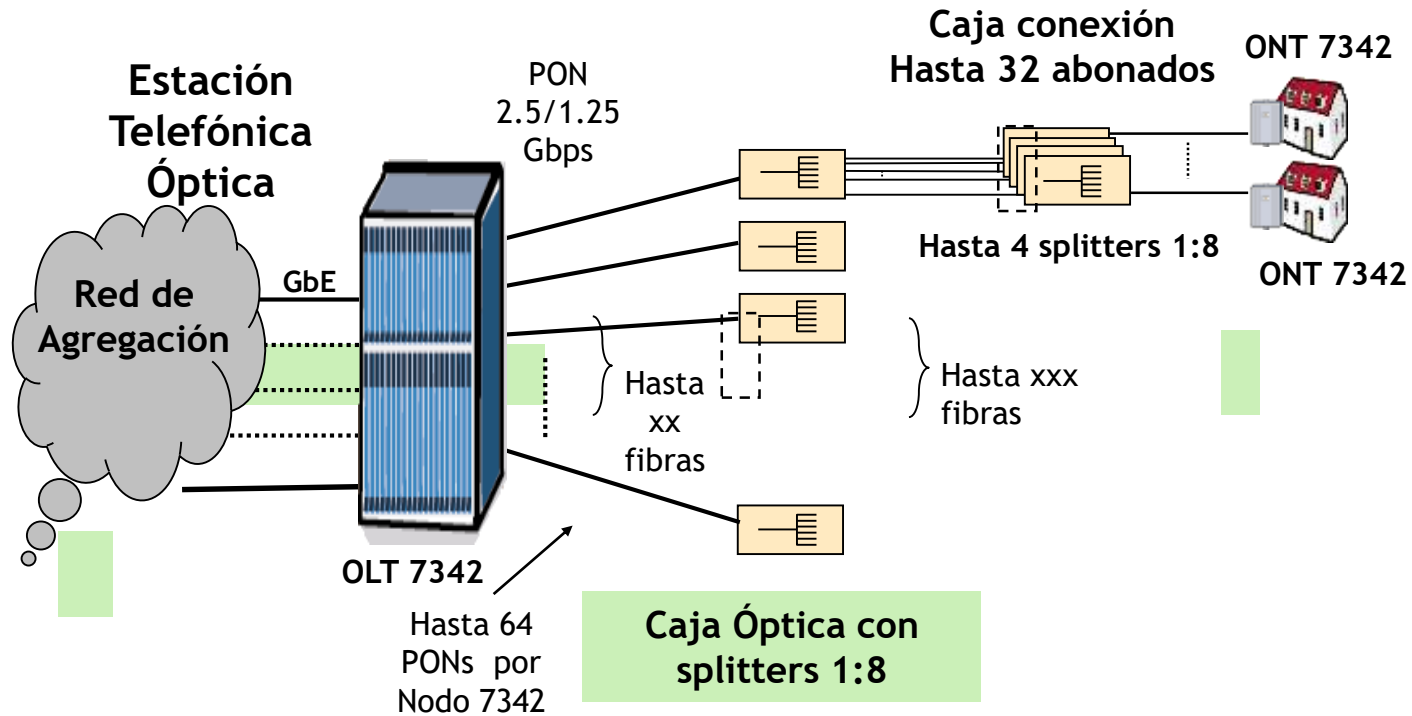 Estación
Telefónica
Óptica
PON
2.5/1.25
Gbps
Caja conexión
Hasta 32 abonados
ONT 7342
Red de
Agregación
GbE
Hasta 4 splitters 1:8
ONT 7342
Hasta
xx
fibras
Hasta xxx
fibras
OLT 7342
Hasta 64
PONs por
Nodo 7342
Caja Óptica con
splitters 1:8